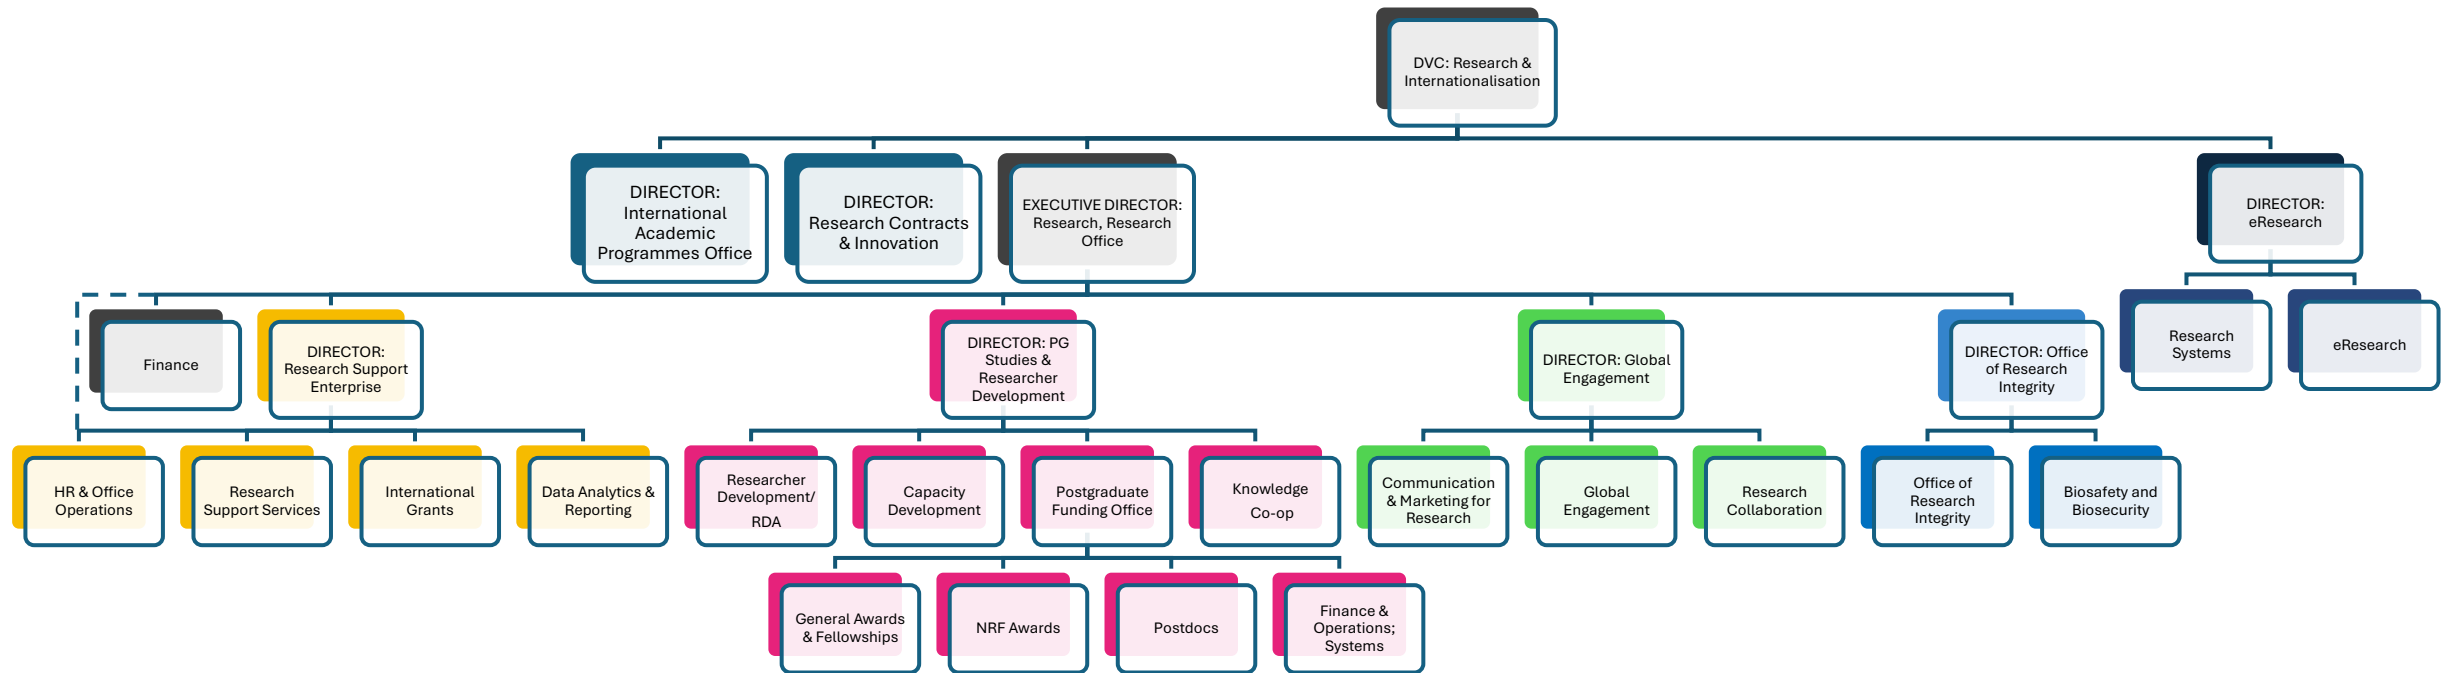 DVC: Research &
Internationalisation
DIRECTOR:
International
Academic
Programmes Office
DIRECTOR:
Research Contracts
& Innovation
EXECUTIVE DIRECTOR:
Research, Research
Office
DIRECTOR:
eResearch
Finance
DIRECTOR:
Research Support
Enterprise
DIRECTOR: PG
Studies &
Researcher
Development
DIRECTOR: Global
Engagement
DIRECTOR: Office
of Research
Integrity
Research
Systems
eResearch
HR & Office
Operations
Research
Support Services
International
Grants
Data Analytics &
Reporting
Researcher
Development/
RDA
Capacity
Development
Postgraduate
Funding Office
Knowledge
Co-op
Communication
& Marketing for
Research
Global
Engagement
Research
Collaboration
Office of
Research
Integrity
Biosafety and
Biosecurity
General Awards
& Fellowships
NRF Awards
Postdocs
Finance &
Operations;
Systems